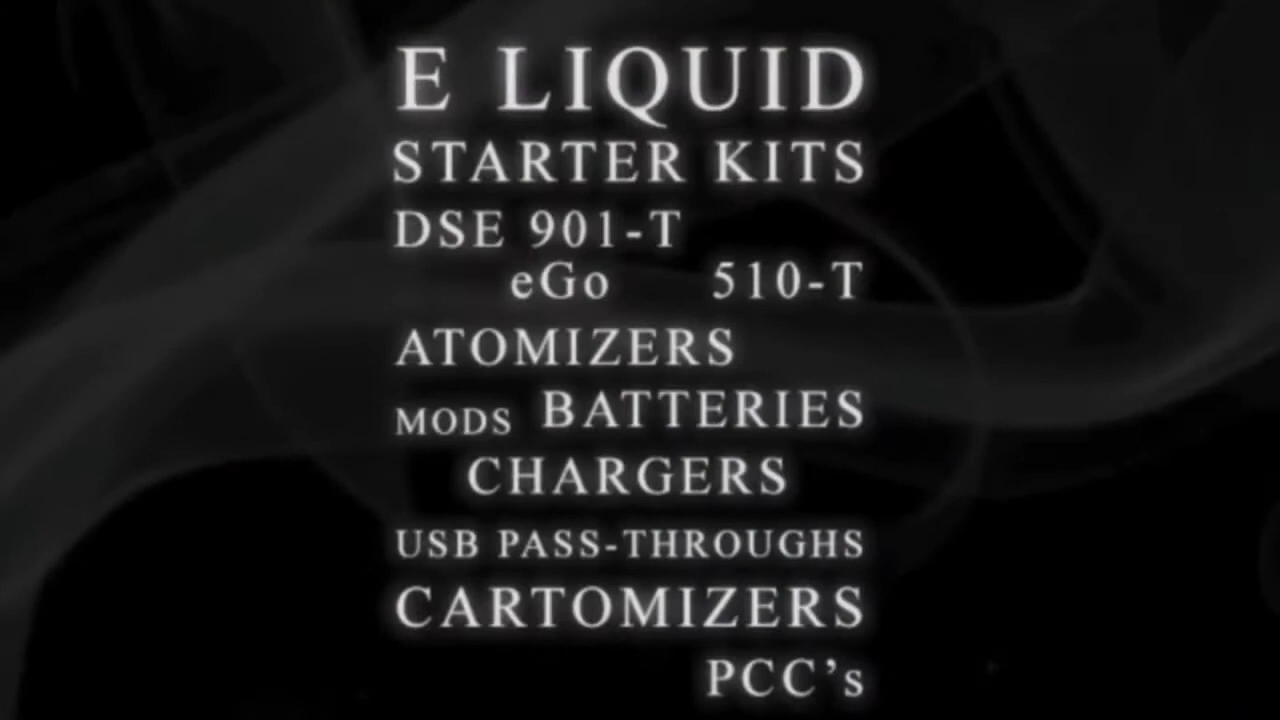 E LIQUID
STARTER KITS
DSE 901-T
eGo 510-T
ATOMIZERS
MODS BATTERIES
CHARGERS
USB PASS-THROUGHS
CARTOMIZERS
PCC's